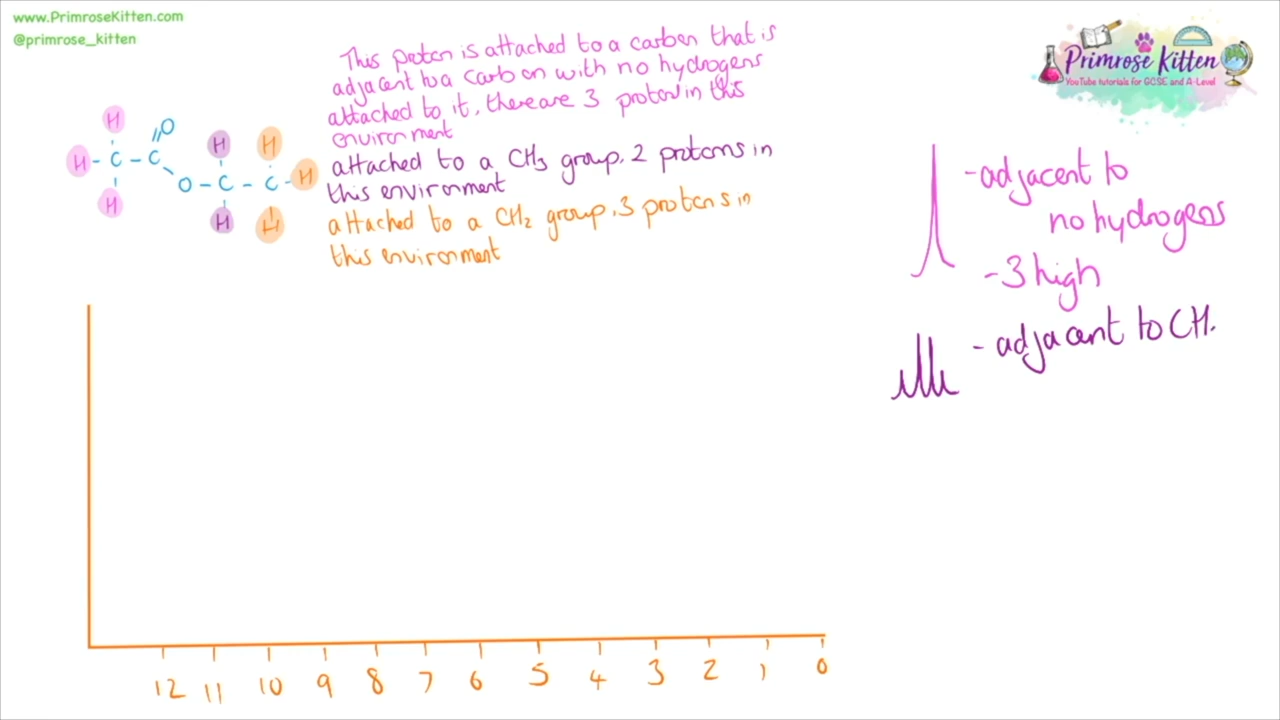 www.PrimroseKitten.com
@primrose_kitten
Primrose Kitten
YouTube tutorials for GCSE and A-Level
This proton is attached to a carbon that is
adjacent to a carbon with no hydrogens
attached to it, there are 3 proton in this
environment
attached to a CH3 group. 2 protons in
this environment
attached to a CH2 group. 3 protons in
this environment
H
O
H - C - C
H
H H
O - C - C - H
H H
-adjacent to
no hydrogens
-3 high
- adjacent to CH.
12 11 10 9 8 7 6 5 4 3 2 1 0